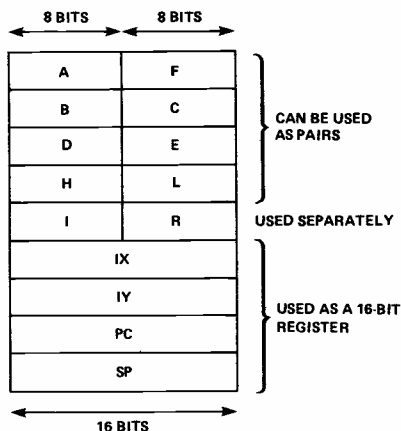 8 BITS 8 BITS
A F
B C
D E
H L
CAN BE USED
AS PAIRS
I R USED SEPARATELY
IX
IY
PC
SP
USED AS A 16-BIT
REGISTER
16 BITS